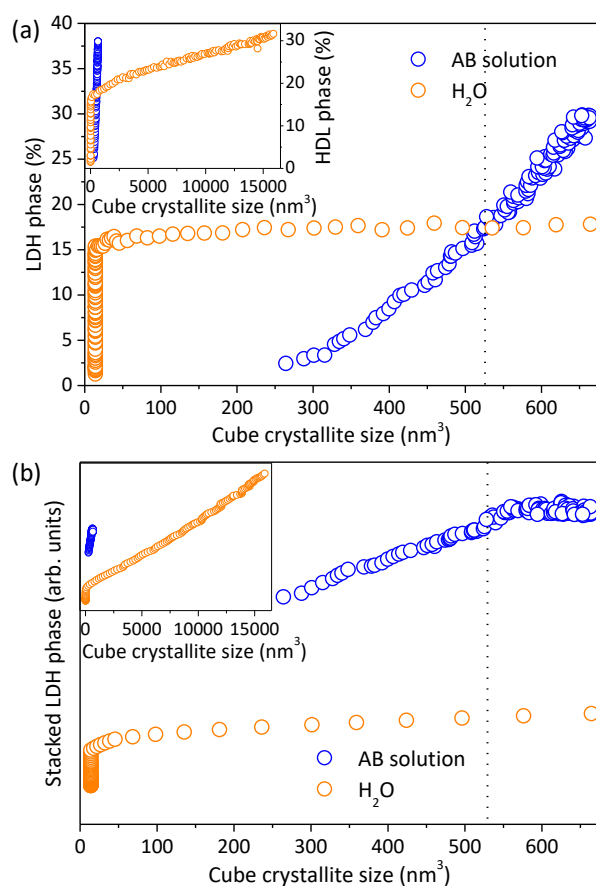 (a)
40
35
30
25
20
15
10
5
0
LDH phase (%)
0 100 200 300 400 500 600
Cube crystallite size (nm³)
AB solution
H₂O
30
20
10
0
HDL phase (%)
0 5000 10000 15000
Cube crystallite size (nm³)
(b)
Stacked LDH phase (arb. units)
0 5000 10000 15000
Cube crystallite size (nm³)
AB solution
H₂O
0 100 200 300 400 500 600
Cube crystallite size (nm³)